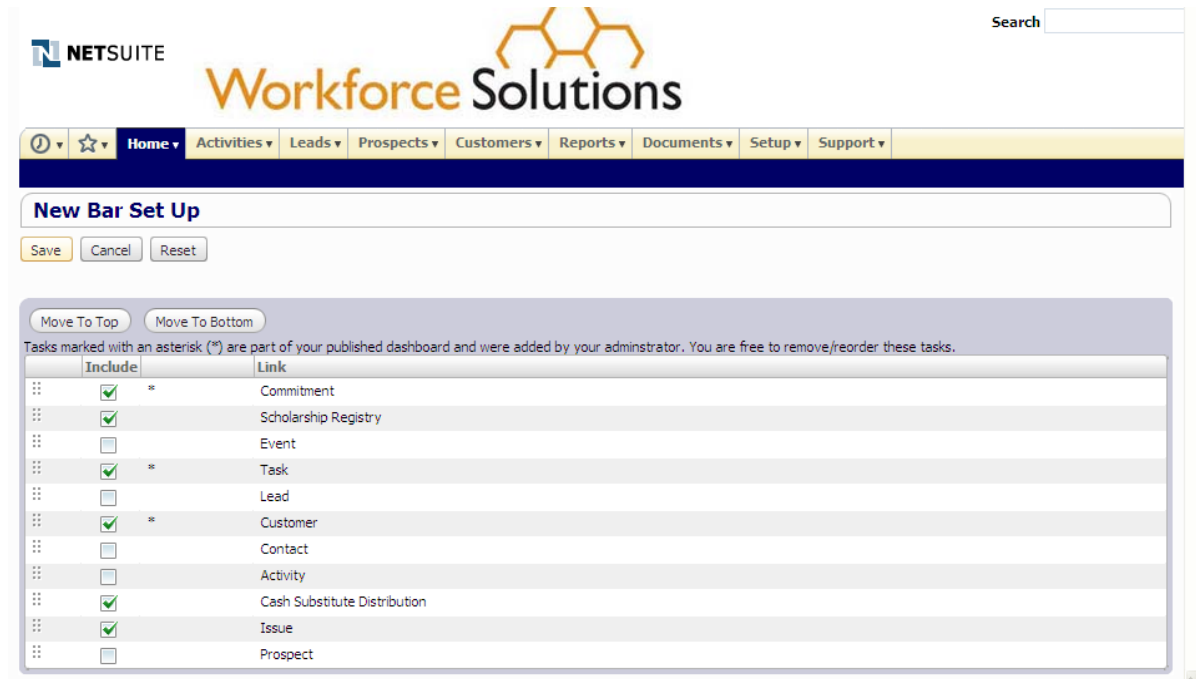 Search
NETSUITE
Workforce Solutions
Home Activities Leads Prospects Customers Reports Documents Setup Support
New Bar Set Up
Save Cancel Reset
Move To Top Move To Bottom
Tasks marked with an asterisk (*) are part of your published dashboard and were added by your adminstrator. You are free to remove/reorder these tasks.
Include Link
* Commitment
Scholarship Registry
Event
* Task
Lead
* Customer
Contact
Activity
Cash Substitute Distribution
Issue
Prospect